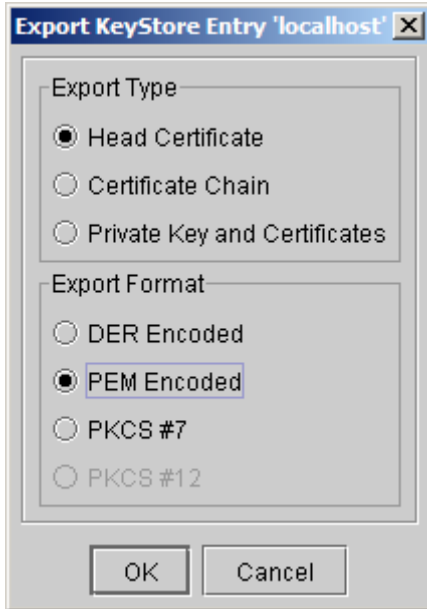 Export KeyStore Entry 'localhost'
Export Type
Head Certificate
Certificate Chain
Private Key and Certificates
Export Format
DER Encoded
PEM Encoded
PKCS #7
PKCS #12
OK Cancel